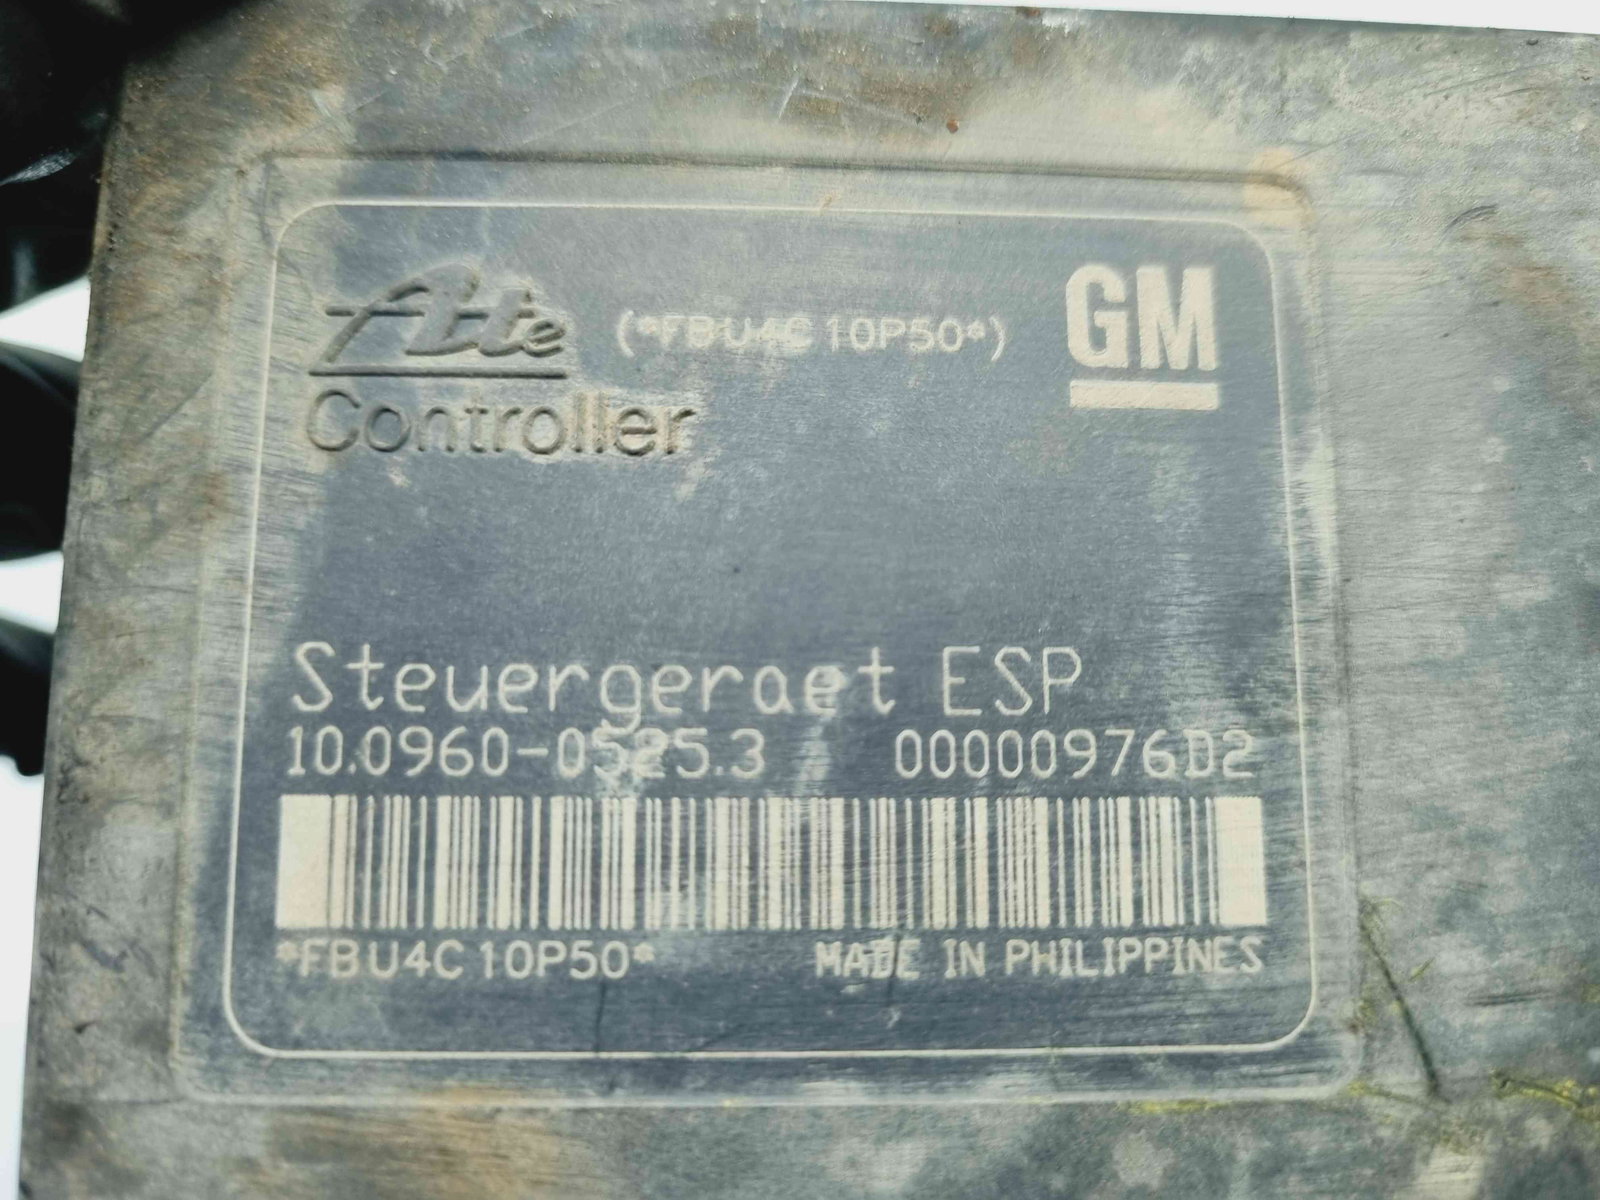 Ate (*FBU4C10P50*) GM
Controller
Steuergeraet ESP
10.0960-0525.3 00000976D2
*FBU4C10P50* MADE IN PHILIPPINES